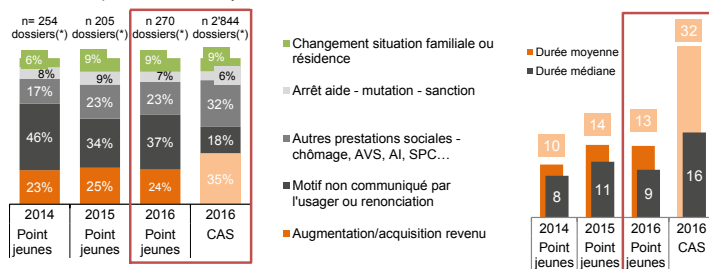 n= 254 dossiers(*)
n 205 dossiers(*)
n 270 dossiers(*)
n 2'844 dossiers(*)
6%
9%
9%
9%
8%
9%
7%
6%
17%
23%
23%
32%
46%
34%
37%
18%
23%
25%
24%
35%
2014 Point jeunes
2015 Point jeunes
2016 Point jeunes
2016 CAS
Changement situation familiale ou
résidence
Arrêt aide - mutation - sanction
Autres prestations sociales -
chômage, AVS, AI, SPC…
Motif non communiqué par
l'usager ou renonciation
Augmentation/acquisition revenu
Durée moyenne
Durée médiane
10
14
13
32
8
11
9
16
2014 Point jeunes
2015 Point jeunes
2016 Point jeunes
2016 CAS